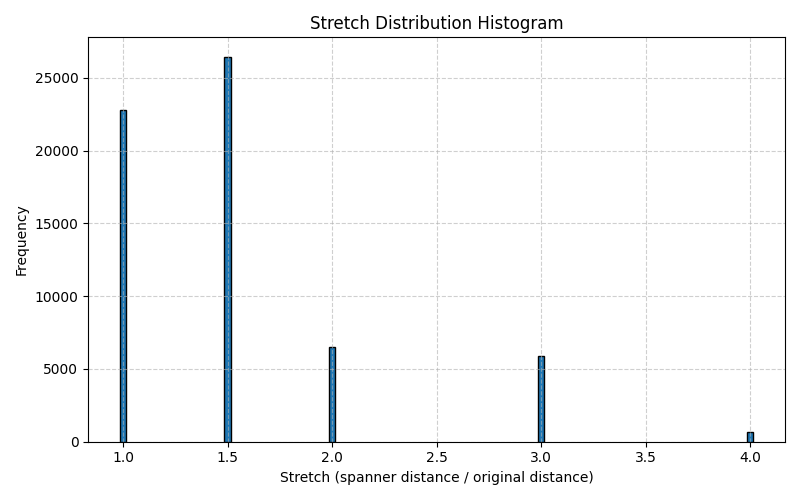 Stretch Distribution Histogram
Frequency
25000
20000
15000
10000
5000
0
1.0 1.5 2.0 2.5 3.0 3.5 4.0
Stretch (spanner distance / original distance)